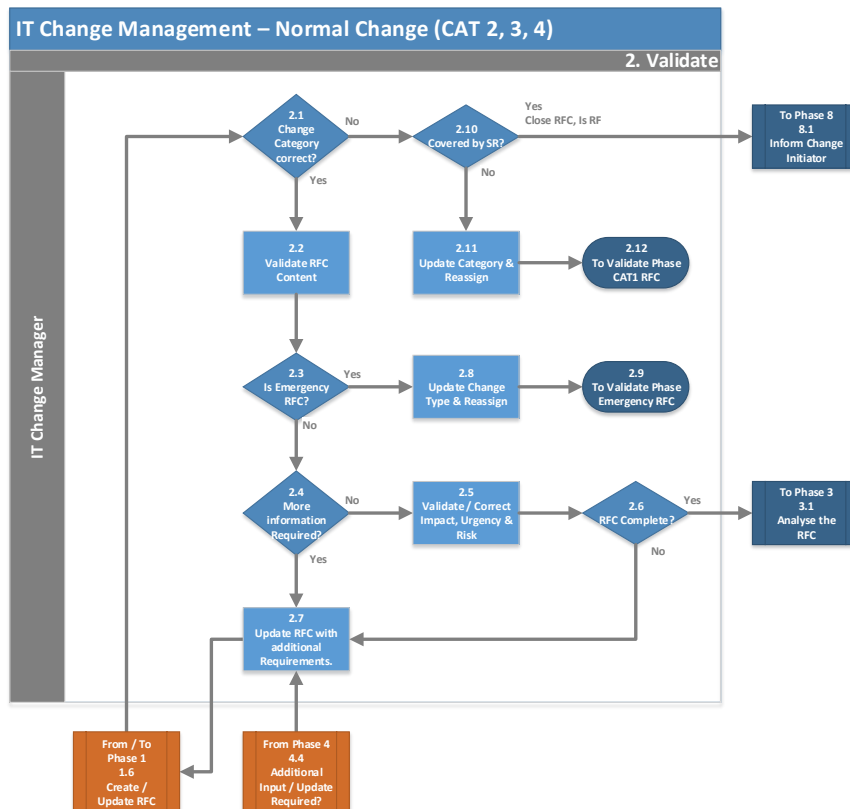 IT Change Management – Normal Change (CAT 2, 3, 4)
2. Validate
IT Change Manager
2.1
Change
Category
correct?
No
Yes
2.10
Covered by SR?
Yes
Close RFC, Is RF
No
To Phase 8
8.1
Inform Change
Initiator
2.2
Validate RFC
Content
2.11
Update Category &
Reassign
2.12
To Validate Phase
CAT1 RFC
2.3
Is Emergency
RFC?
Yes
No
2.8
Update Change
Type & Reassign
2.9
To Validate Phase
Emergency RFC
2.4
More
information
Required?
No
Yes
2.5
Validate / Correct
Impact, Urgency &
Risk
2.6
RFC Complete?
Yes
No
To Phase 3
3.1
Analyse the
RFC
2.7
Update RFC with
additional
Requirements.
From / To
Phase 1
1.6
Create /
Update RFC
From Phase 4
4.4
Additional
Input / Update
Required?